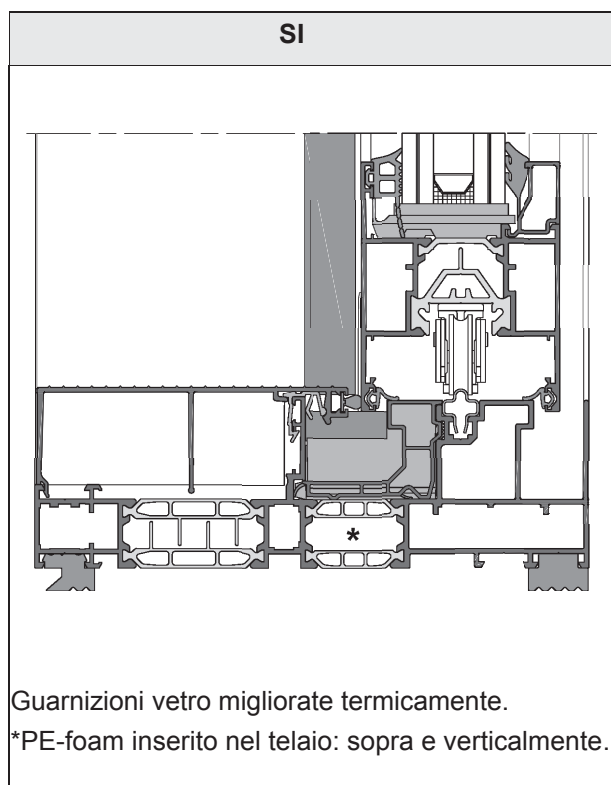 SI
*
Guarnizioni vetro migliorate termicamente.
*PE-foam inserito nel telaio: sopra e verticalmente.